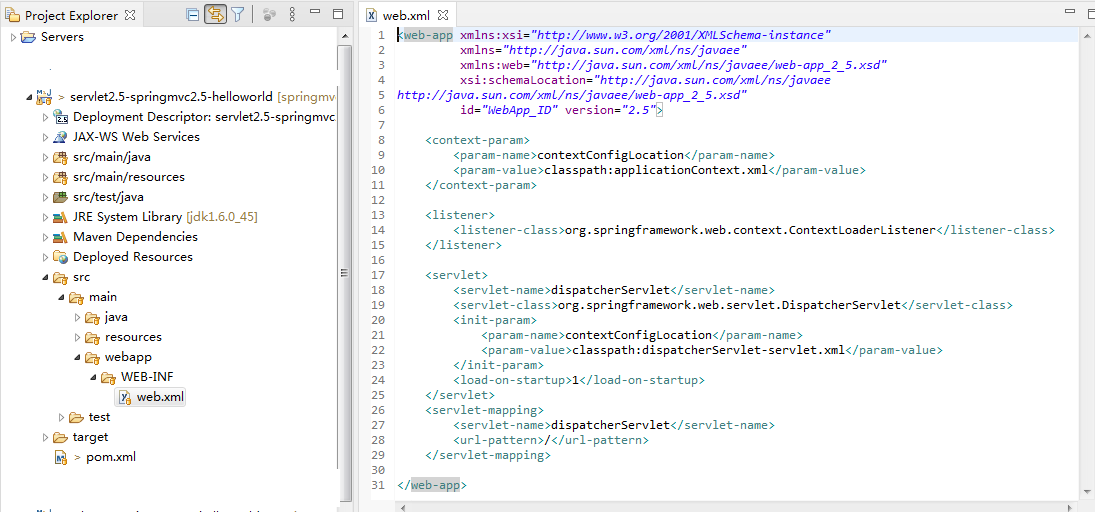 Project Explorer
Servers
> servlet2.5-springmvc2.5-helloworld [springmv
Deployment Descriptor: servlet2.5-springmvc
JAX-WS Web Services
src/main/java
src/main/resources
src/test/java
JRE System Library [jdk1.6.0_45]
Maven Dependencies
Deployed Resources
src
main
java
resources
webapp
WEB-INF
web.xml
test
target
> pom.xml
web.xml
1 <web-app xmlns:xsi="http://www.w3.org/2001/XMLSchema-instance"
2 xmlns="http://java.sun.com/xml/ns/javaee"
3 xmlns:web="http://java.sun.com/xml/ns/javaee/web-app_2_5.xsd"
4 xsi:schemaLocation="http://java.sun.com/xml/ns/javaee
5 http://java.sun.com/xml/ns/javaee/web-app_2_5.xsd"
6 id="WebApp_ID" version="2.5">
7
8 <context-param>
9 <param-name>contextConfigLocation</param-name>
10 <param-value>classpath:applicationContext.xml</param-value>
11 </context-param>
12
13 <listener>
14 <listener-class>org.springframework.web.context.ContextLoaderListener</listener-class>
15 </listener>
16
17 <servlet>
18 <servlet-name>dispatcherServlet</servlet-name>
19 <servlet-class>org.springframework.web.servlet.DispatcherServlet</servlet-class>
20 <init-param>
21 <param-name>contextConfigLocation</param-name>
22 <param-value>classpath:dispatcherServlet-servlet.xml</param-value>
23 </init-param>
24 <load-on-startup>1</load-on-startup>
25 </servlet>
26 <servlet-mapping>
27 <servlet-name>dispatcherServlet</servlet-name>
28 <url-pattern>/</url-pattern>
29 </servlet-mapping>
30
31 </web-app>